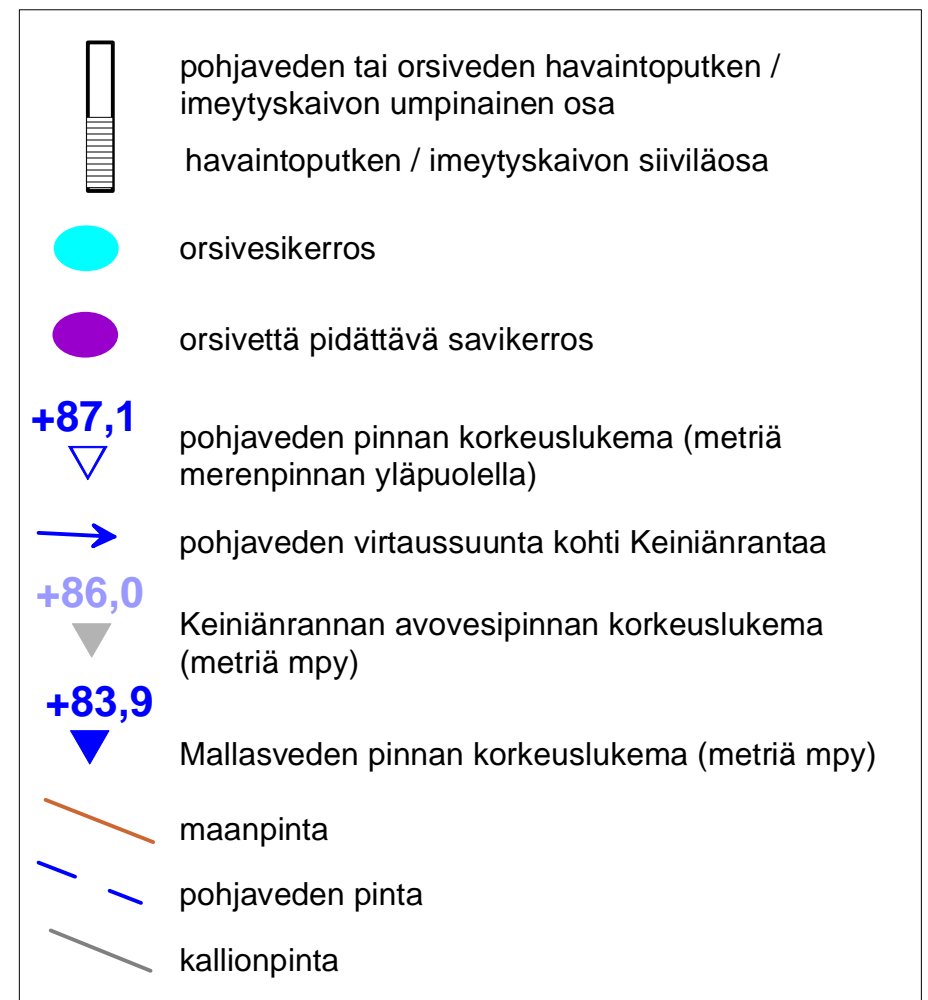 pohjaveden tai orsiveden havaintoputken /
imeytyskaivon umpinainen osa
havaintoputken / imeytyskaivon siiviläosa
orsivesikerros
orsivettä pidättävä savikerros
+87,1
pohjaveden pinnan korkeuslukema (metriä
merenpinnan yläpuolella)
pohjaveden virtaussuunta kohti Keiniänrantaa
+86,0
Keiniänrannan avovesipinnan korkeuslukema
(metriä mpy)
+83,9
Mallasveden pinnan korkeuslukema (metriä mpy)
maanpinta
pohjaveden pinta
kallionpinta